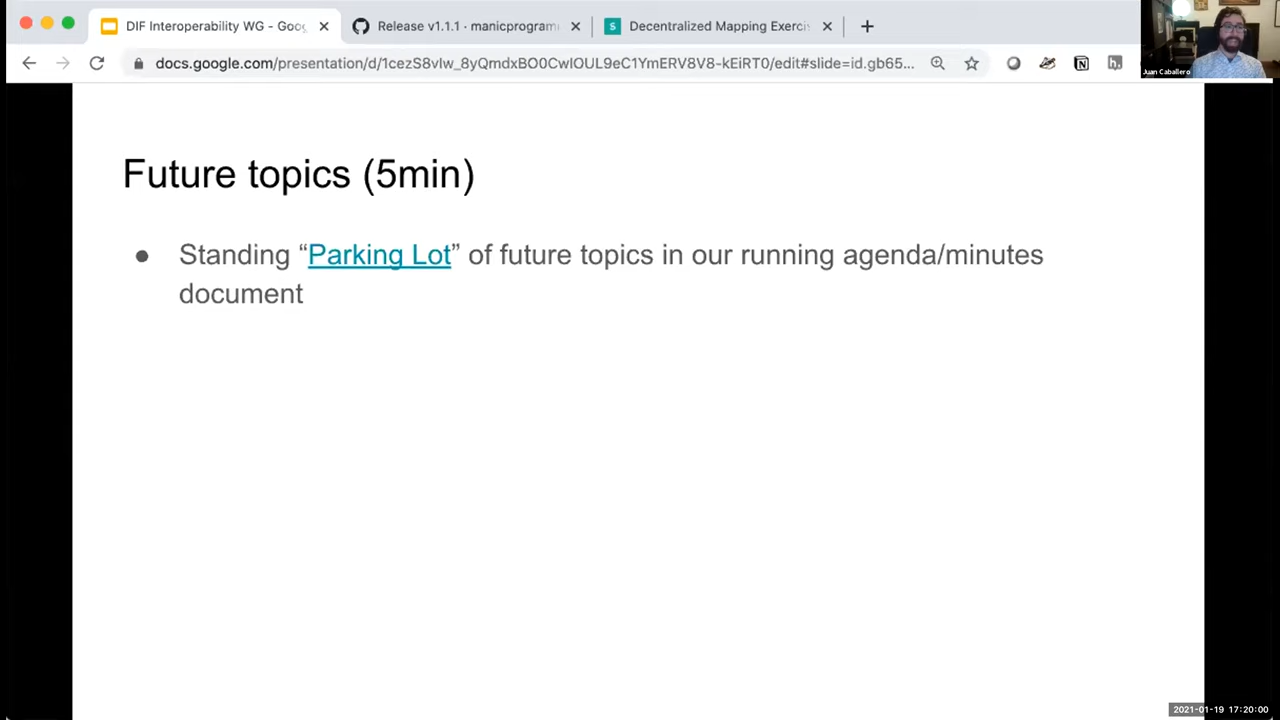 DIF Interoperability WG - Goog
Release v1.1.1 - manicprogram
Decentralized Mapping Exercis
docs.google.com/presentation/d/1cezS8vIw_8yQmdxBO0CwIOUL9eC1YmERV8V8-kEiRT0/edit#slide=id.gb65...
Juan Caballero
Future topics (5min)
● Standing “Parking Lot” of future topics in our running agenda/minutes
document
2021-01-19 17:20:00